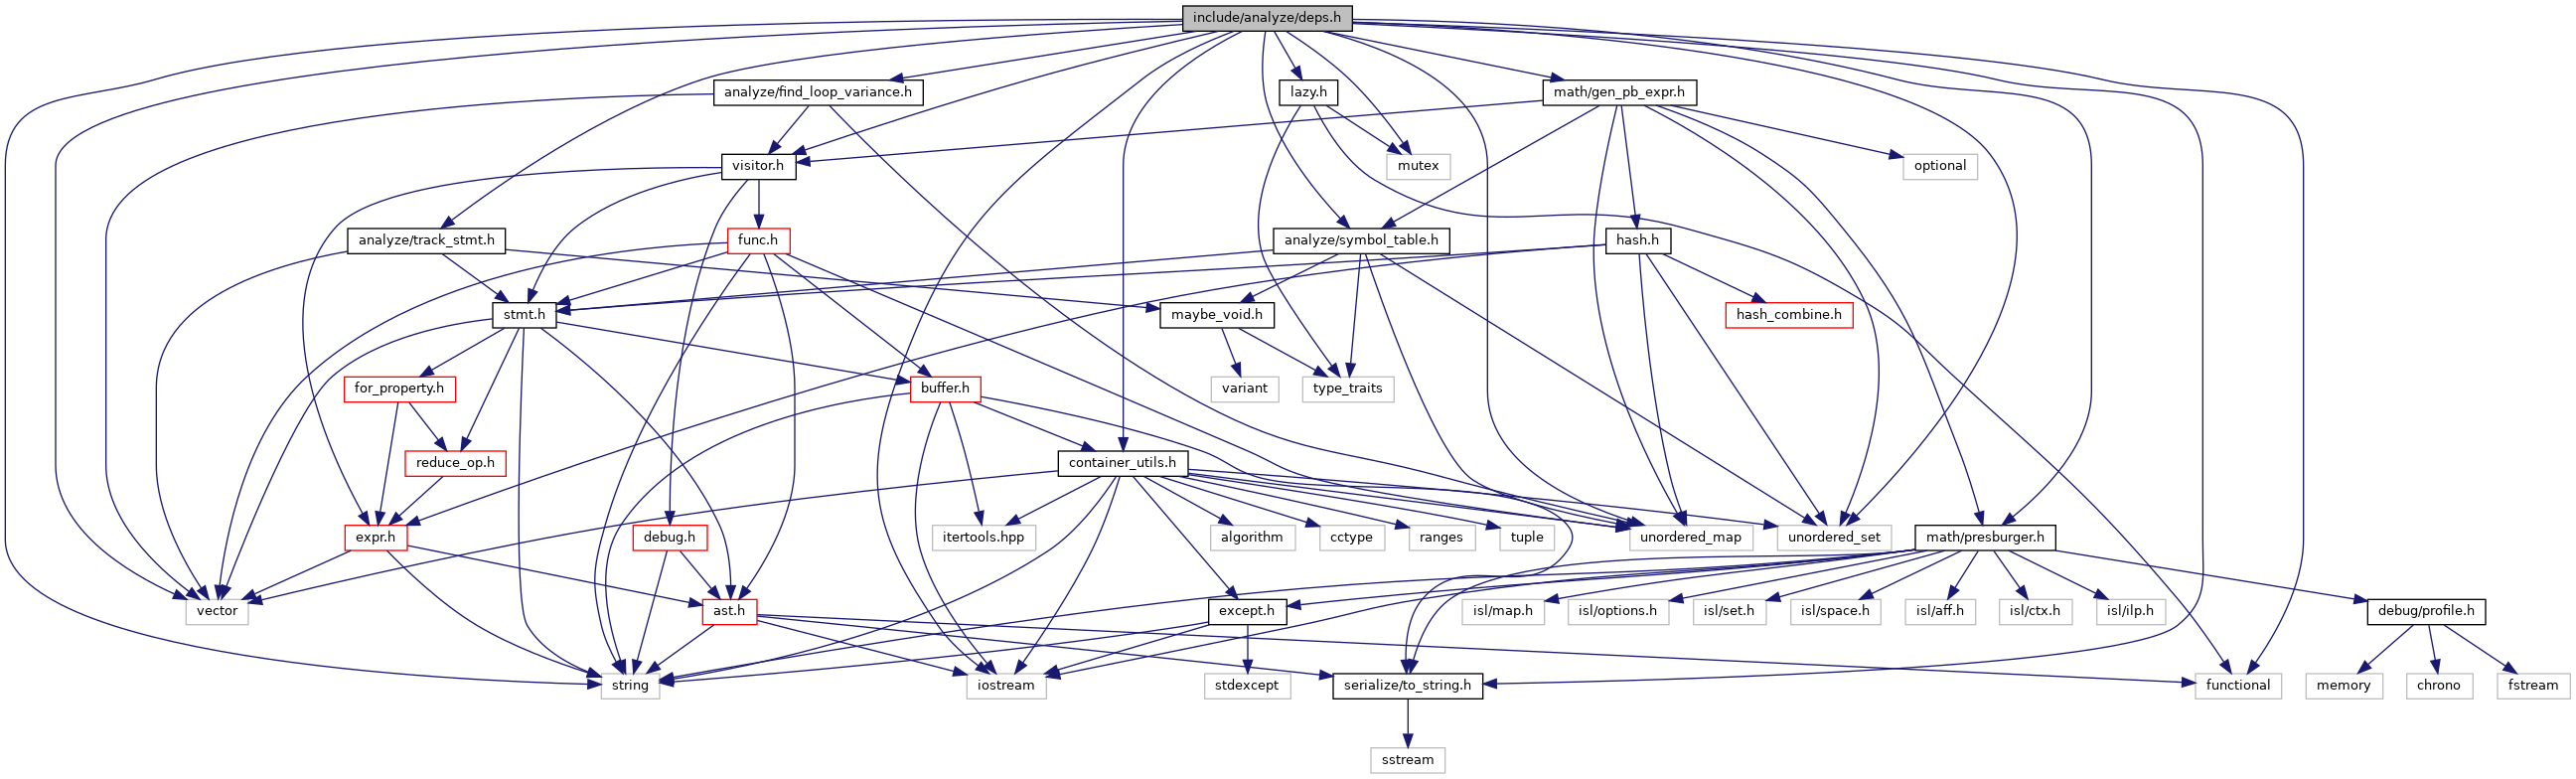 include/analyze/deps.h
analyze/find_loop_variance.h
lazy.h
math/gen_pb_expr.h
visitor.h
mutex
optional
analyze/track_stmt.h
func.h
analyze/symbol_table.h
hash.h
stmt.h
maybe_void.h
hash_combine.h
for_property.h
buffer.h
variant
type_traits
reduce_op.h
container_utils.h
expr.h
debug.h
itertools.hpp
algorithm
cctype
ranges
tuple
unordered_map
unordered_set
math/presburger.h
vector
ast.h
except.h
isl/map.h
isl/options.h
isl/set.h
isl/space.h
isl/aff.h
isl/ctx.h
isl/ilp.h
debug/profile.h
string
iostream
stdexcept
serialize/to_string.h
functional
memory
chrono
fstream
sstream